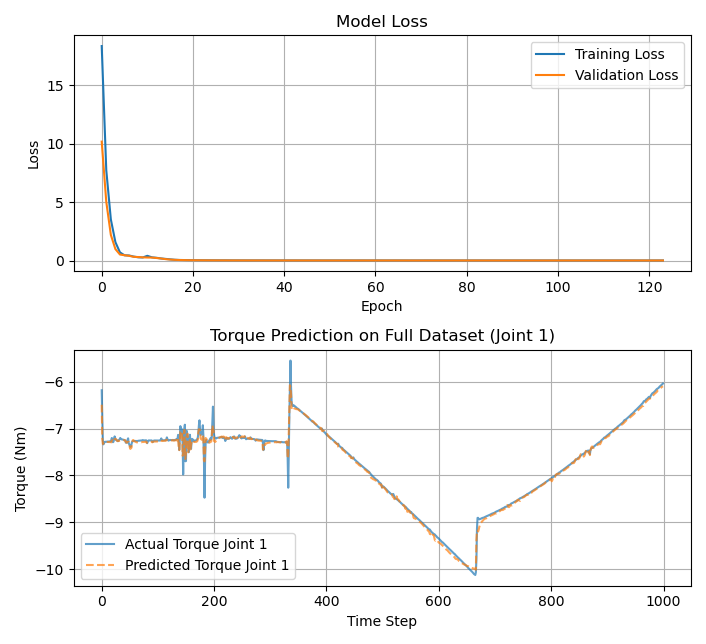 Model Loss
Loss
15
10
5
0
Training Loss
Validation Loss
0 20 40 60 80 100 120
Epoch
Torque Prediction on Full Dataset (Joint 1)
Torque (Nm)
−6
−7
−8
−9
−10
Actual Torque Joint 1
Predicted Torque Joint 1
0 200 400 600 800 1000
Time Step